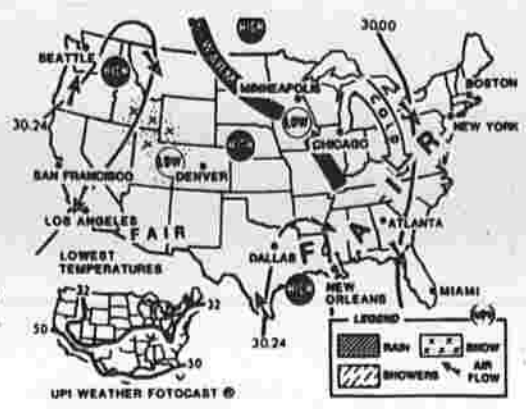 HIGH
30.00
WARM
SEATTLE
HIGH
MINNEAPOLIS
BOSTON
COLD
LOW
NEW YORK
30.24
HIGH
CHICAGO
FAIR
LOW
SAN FRANCISCO
DENVER
LOS ANGELES
ATLANTA
FAIR
LOWEST
TEMPERATURES
DALLAS
HIGH
NEW
ORLEANS
MIAMI
32
32
50
50
30.24
LEGEND
UPI
RAIN
SNOW
SHOWERS
AIR
FLOW
UPI WEATHER FOTOCAST ®